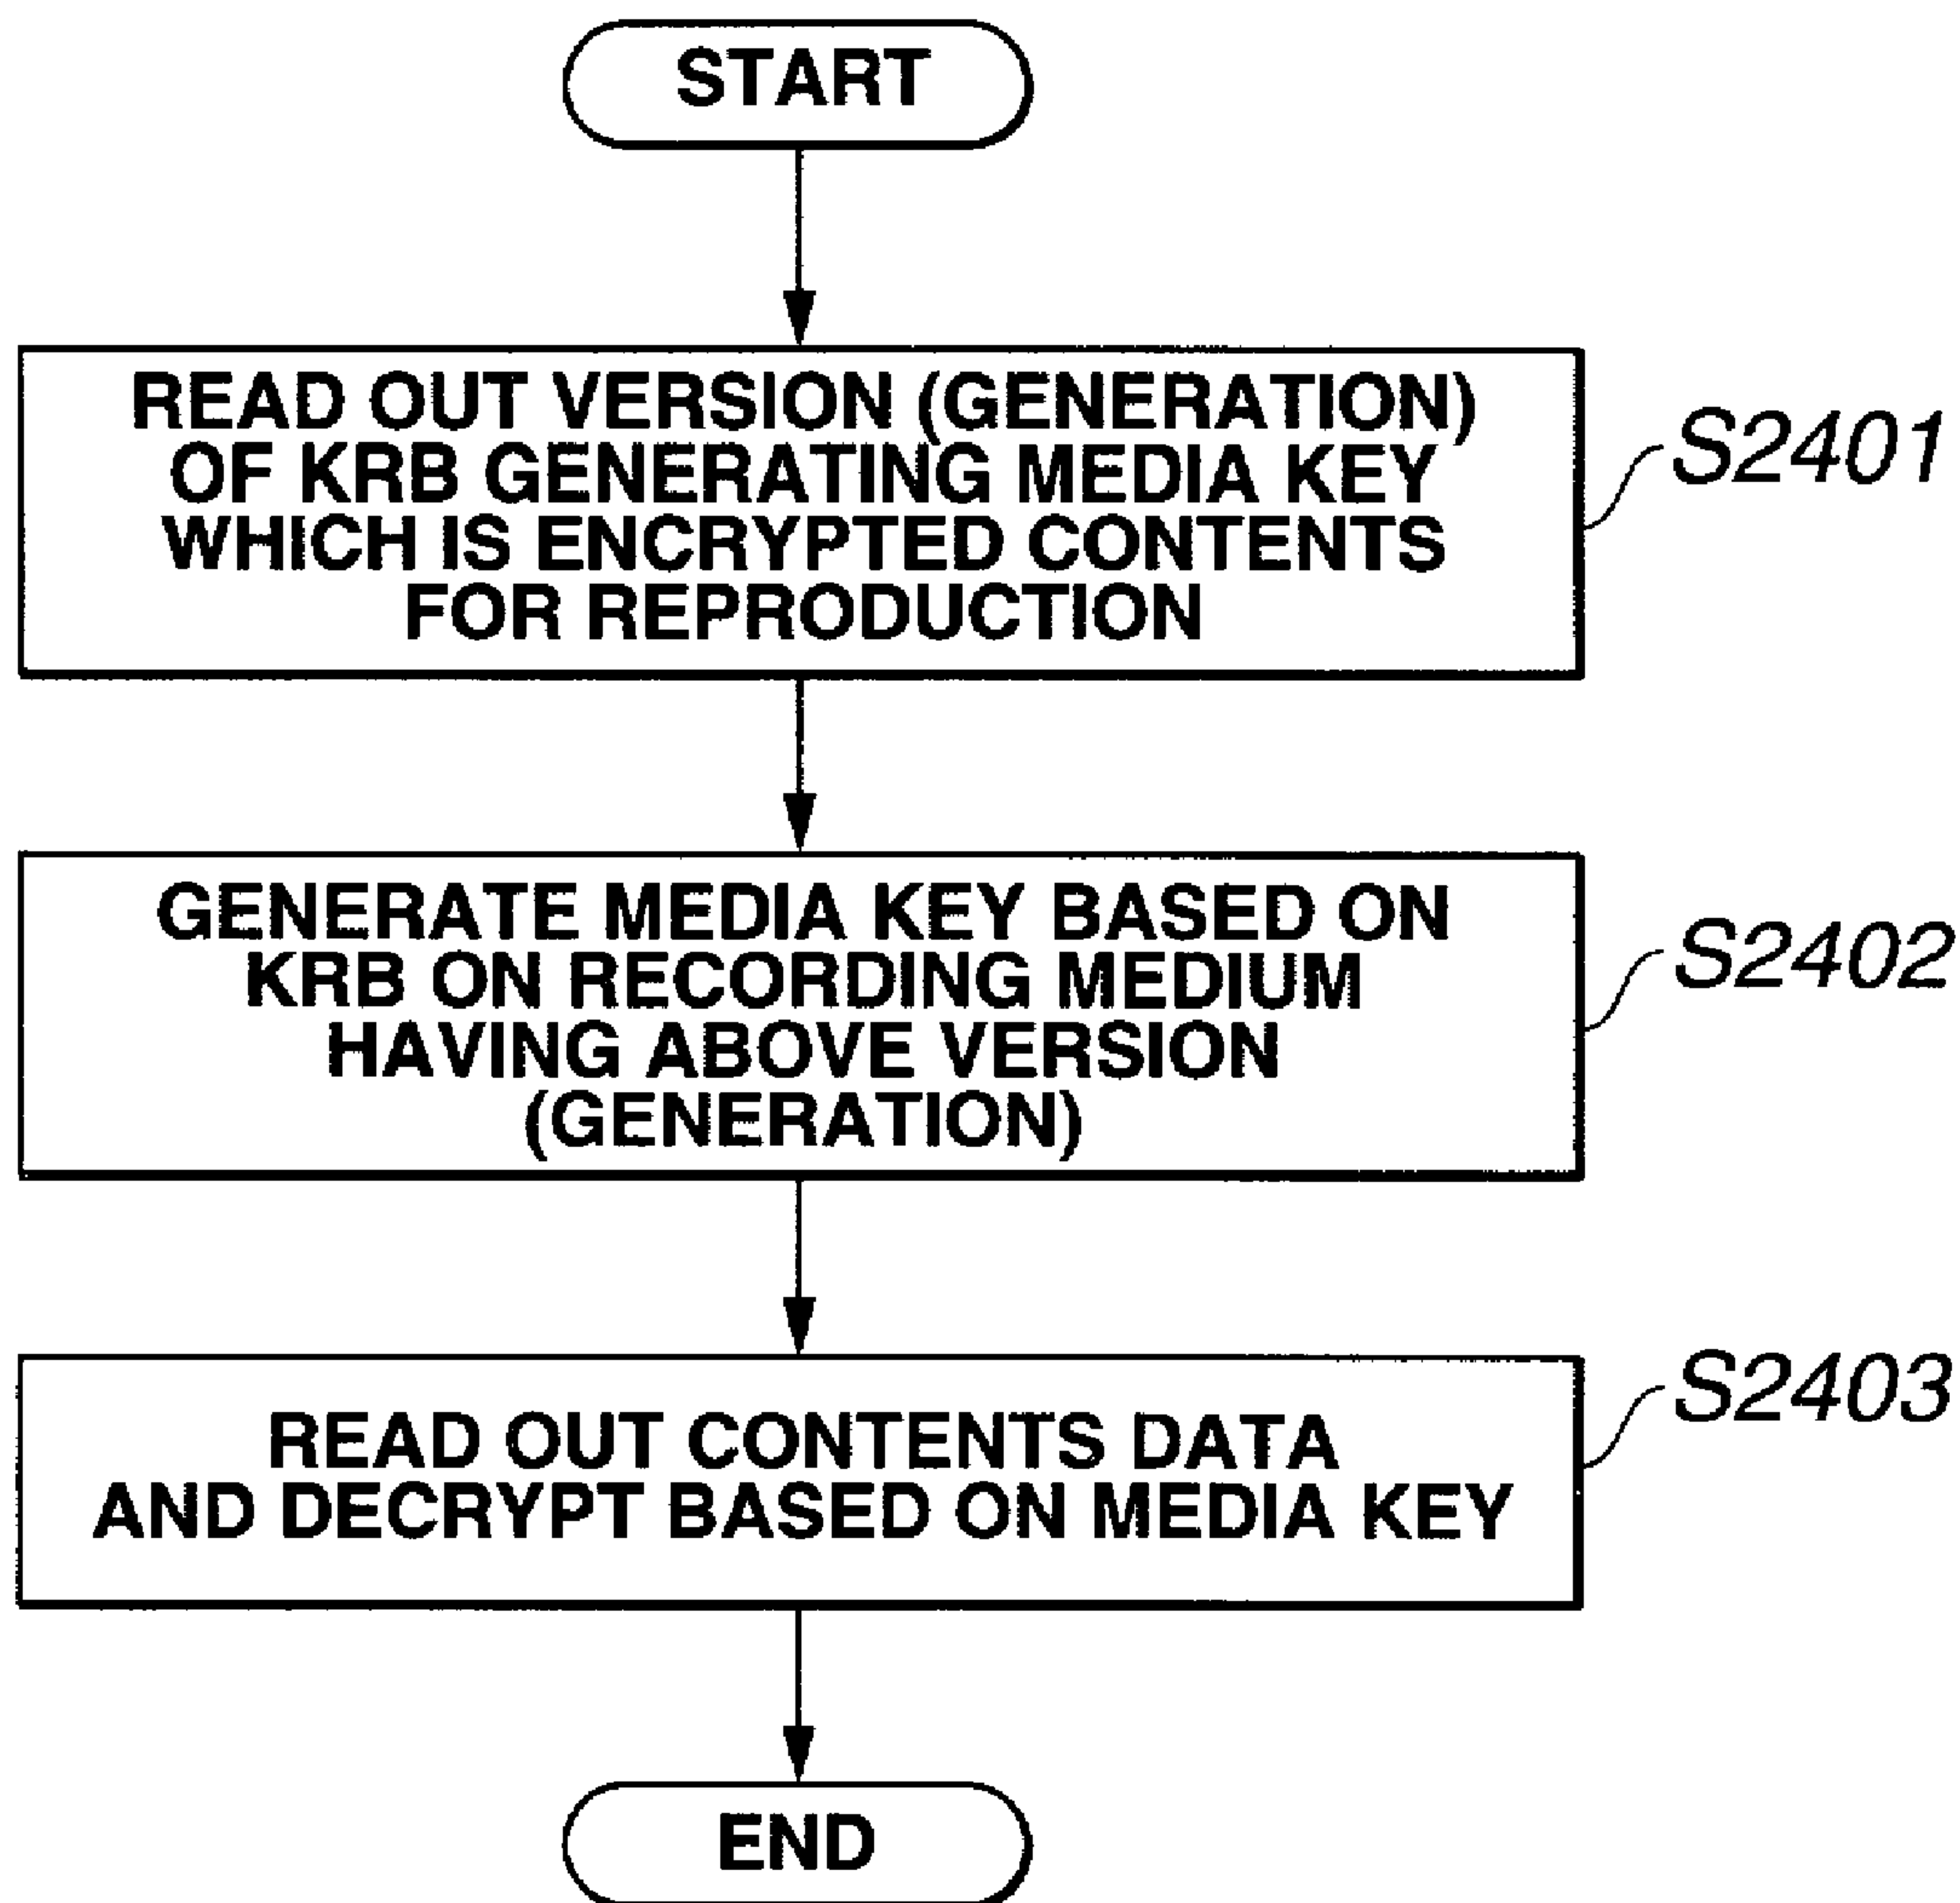 START
READ OUT VERSION (GENERATION)
OF KRB GENERATING MEDIA KEY
WHICH IS ENCRYPTED CONTENTS
FOR REPRODUCTION
S2401
GENERATE MEDIA KEY BASED ON
KRB ON RECORDING MEDIUM
HAVING ABOVE VERSION
(GENERATION)
S2402
READ OUT CONTENTS DATA
AND DECRYPT BASED ON MEDIA KEY
S2403
END